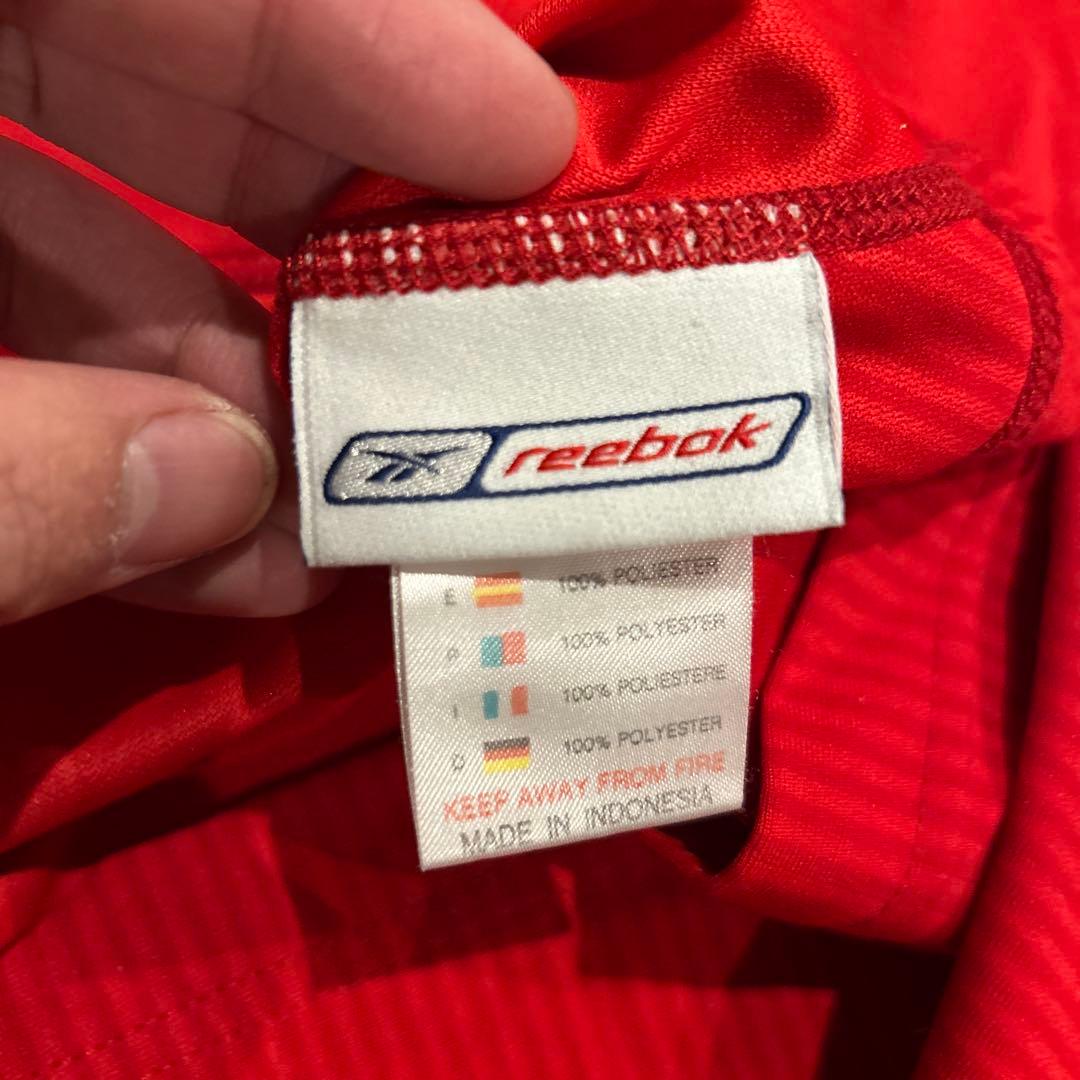 reebok
E 100% POLIESTER
P 100% POLYESTER
I 100% POLIESTERE
D 100% POLYESTER
KEEP AWAY FROM FIRE
MADE IN INDONESIA